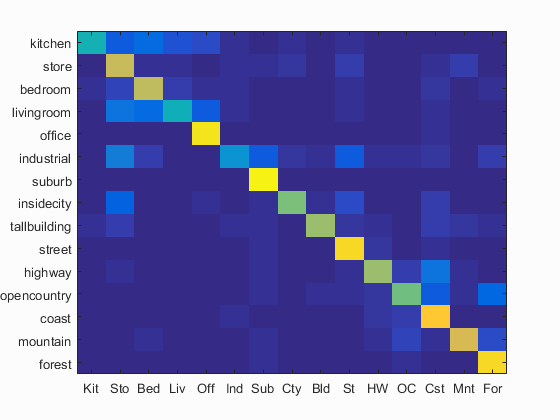 kitchen
store
bedroom
livingroom
office
industrial
suburb
insidecity
tallbuilding
street
highway
opencountry
coast
mountain
forest
Kit Sto Bed Liv Off Ind Sub Cty Bld St HW OC Cst Mnt For